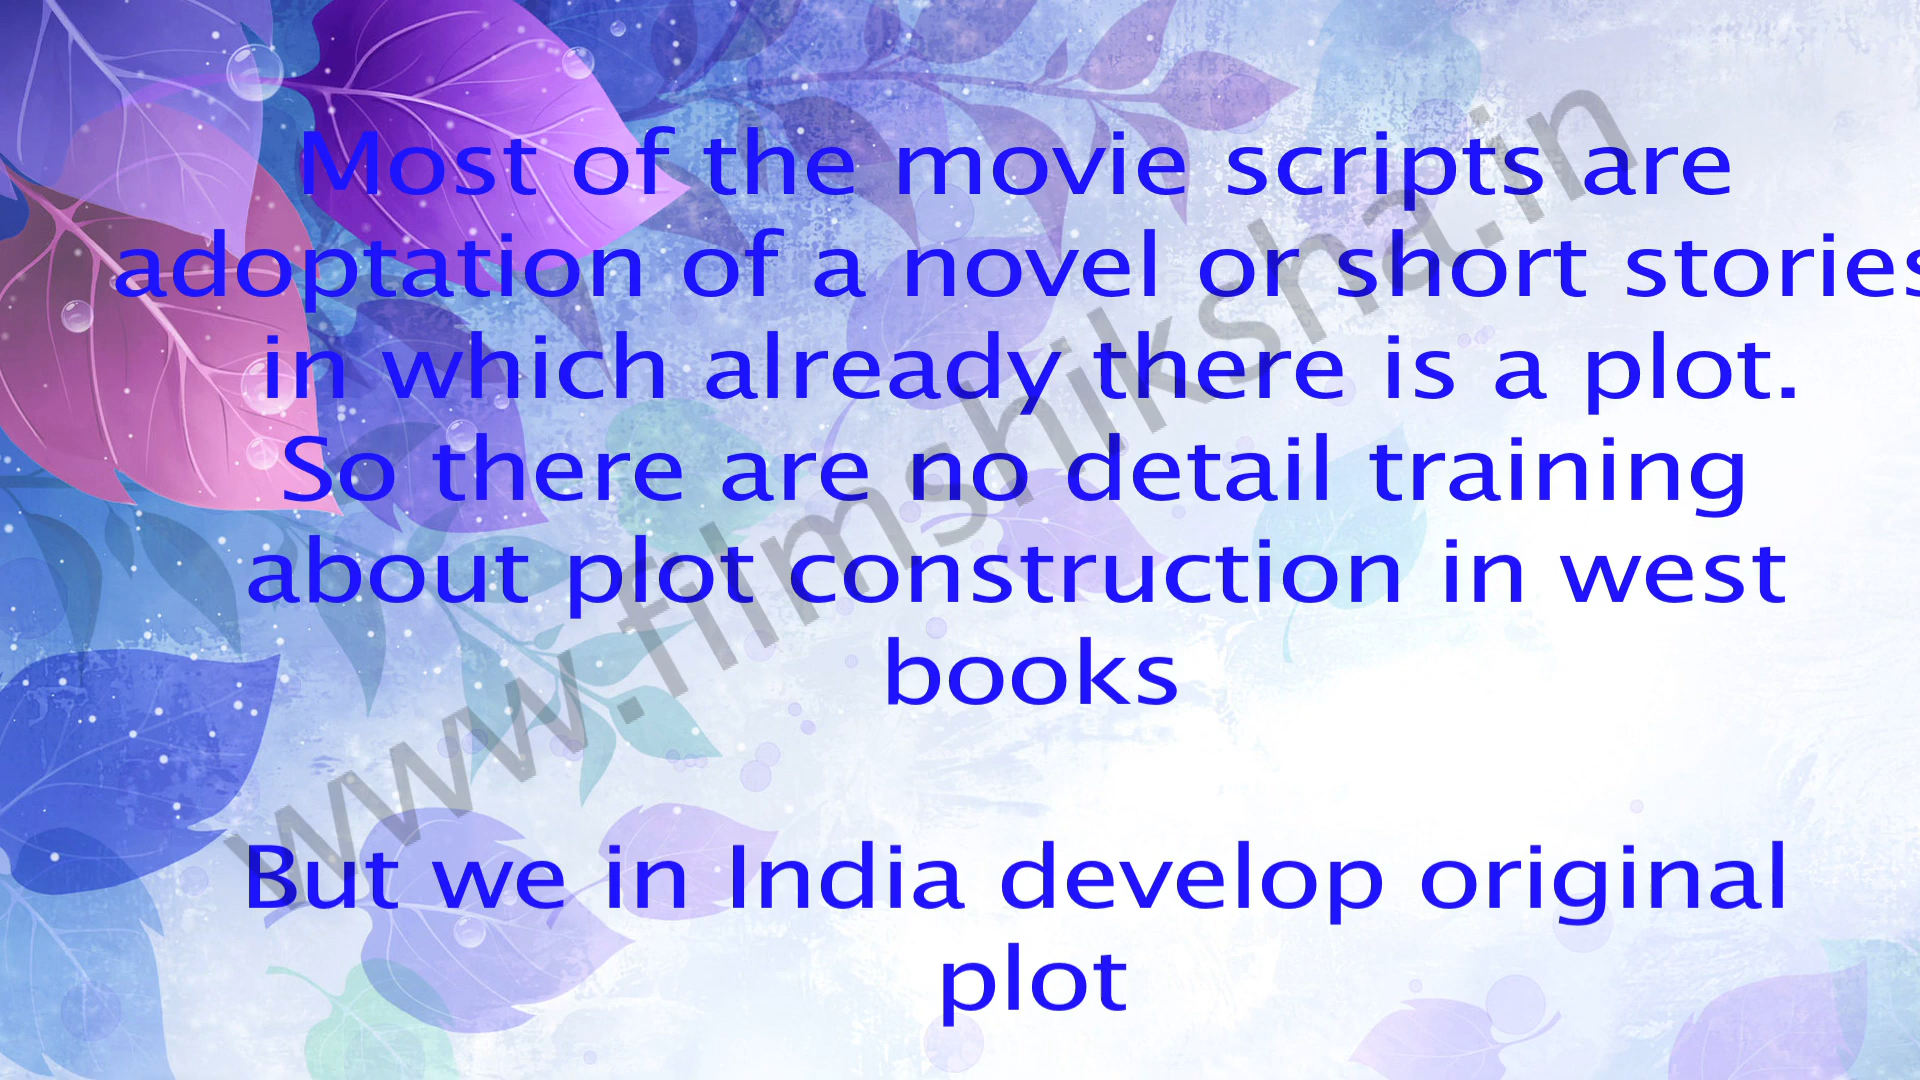 Most of the movie scripts are
adoptation of a novel or short stories
in which already there is a plot.
So there are no detail training
about plot construction in west
books
But we in India develop original
plot
www.filmshiksha.in